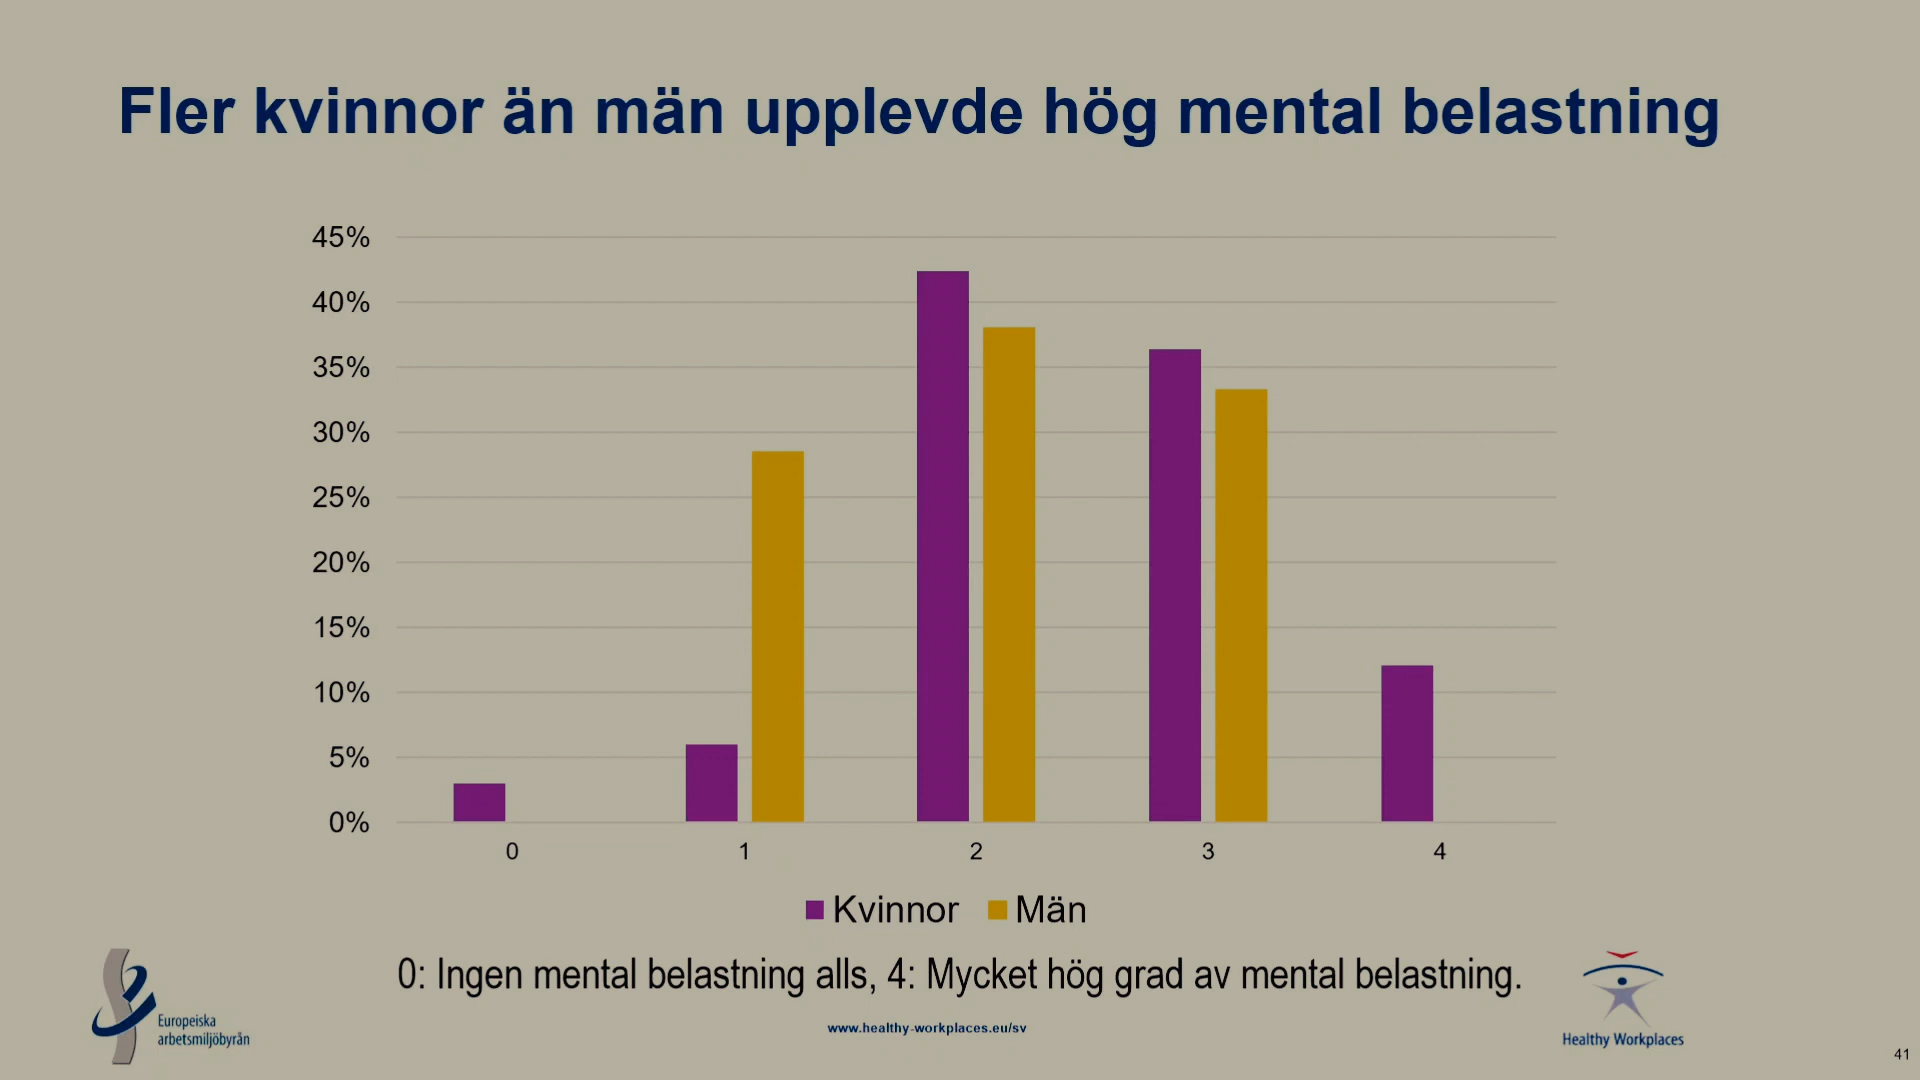 Fler kvinnor än män upplevde hög mental belastning
45%
40%
35%
30%
25%
20%
15%
10%
5%
0%
0 1 2 3 4
Kvinnor Män
0: Ingen mental belastning alls, 4: Mycket hög grad av mental belastning.
Europeiska
arbetsmiljöbyrån
www.healthy-workplaces.eu/sv
Healthy Workplaces
41